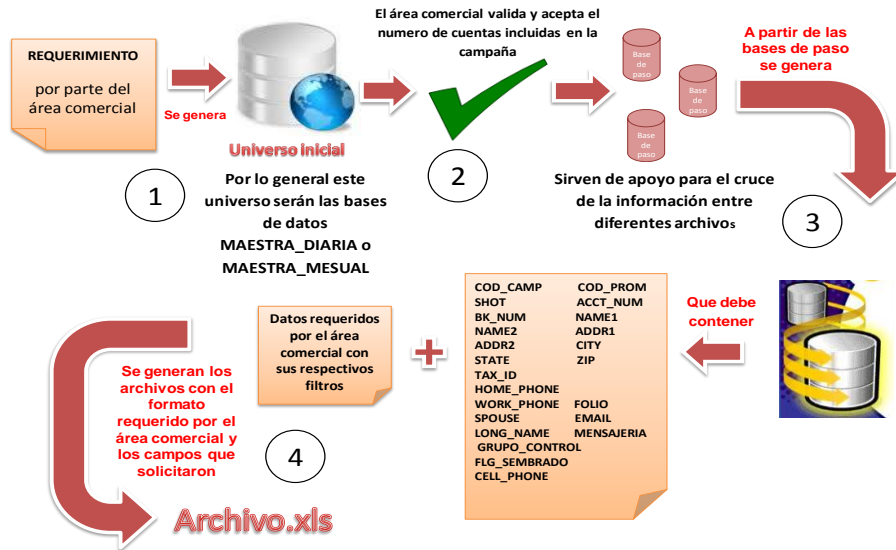 REQUERIMIENTO
por parte del
área comercial
Se genera
Universo inicial
1
Por lo general este
universo serán las bases
de datos
MAESTRA_DIARIA o
MAESTRA_MESUAL
El área comercial valida y acepta el
numero de cuentas incluidas en la
campaña
2
Base
de
paso
Base
de
paso
Base
de
paso
Sirven de apoyo para el cruce
de la información entre
diferentes archivos
A partir de las
bases de paso
se genera
3
Que debe
contener
COD_CAMP COD_PROM
SHOT ACCT_NUM
BK_NUM NAME1
NAME2 ADDR1
ADDR2 CITY
STATE ZIP
TAX_ID
HOME_PHONE
WORK_PHONE FOLIO
SPOUSE EMAIL
LONG_NAME MENSAJERIA
GRUPO_CONTROL
FLG_SEMBRADO
CELL_PHONE
+
Datos requeridos
por el área
comercial con
sus respectivos
filtros
Se generan los
archivos con el
formato
requerido por el
área comercial y
los campos que
solicitaron
4
Archivo.xls